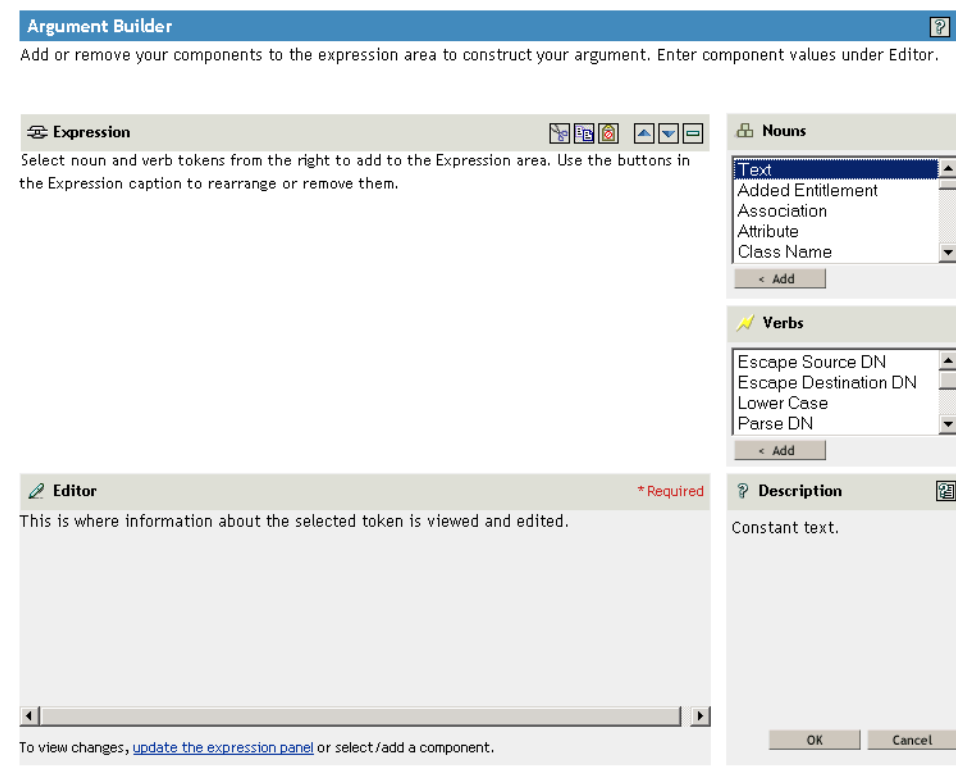 Argument Builder
Add or remove your components to the expression area to construct your argument. Enter component values under Editor.
Expression
Select noun and verb tokens from the right to add to the Expression area. Use the buttons in
the Expression caption to rearrange or remove them.
Nouns
Text
Added Entitlement
Association
Attribute
Class Name
< Add
Verbs
Escape Source DN
Escape Destination DN
Lower Case
Parse DN
< Add
Editor
*Required
This is where information about the selected token is viewed and edited.
To view changes, update the expression panel or select/add a component.
Description
Constant text.
OK
Cancel